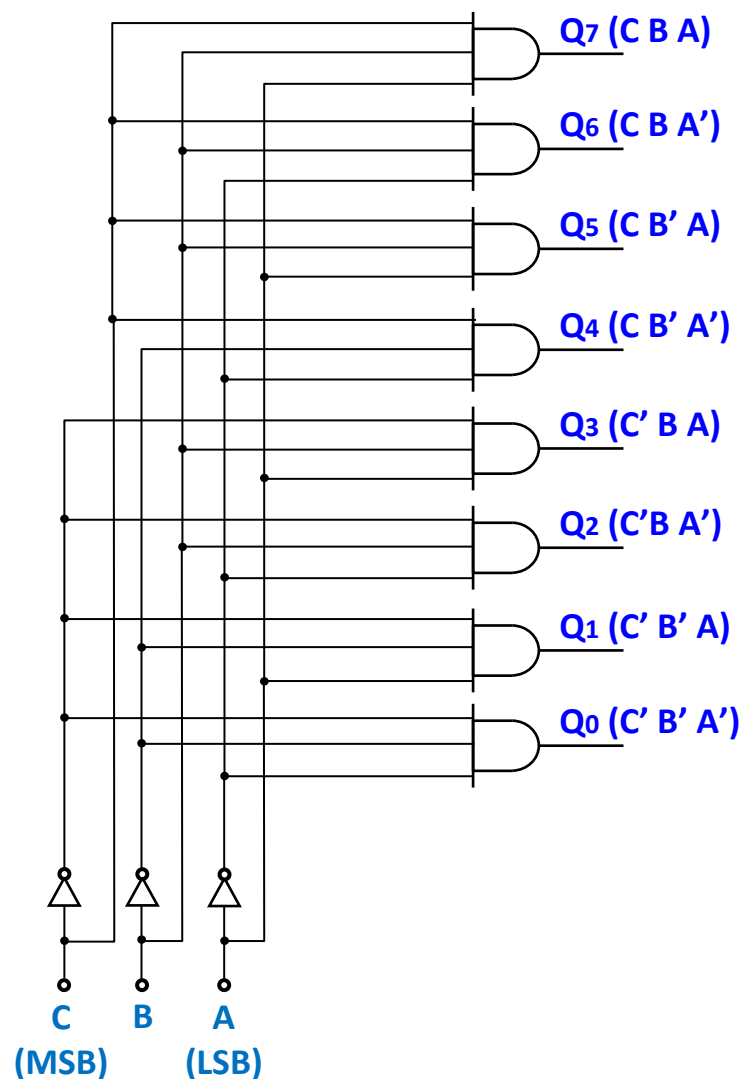 Q7 (C B A)
Q6 (C B A’)
Q5 (C B’ A)
Q4 (C B’ A’)
Q3 (C’ B A)
Q2 (C’B A’)
Q1 (C’ B’ A)
Q0 (C’ B’ A’)
C B A
(MSB) (LSB)